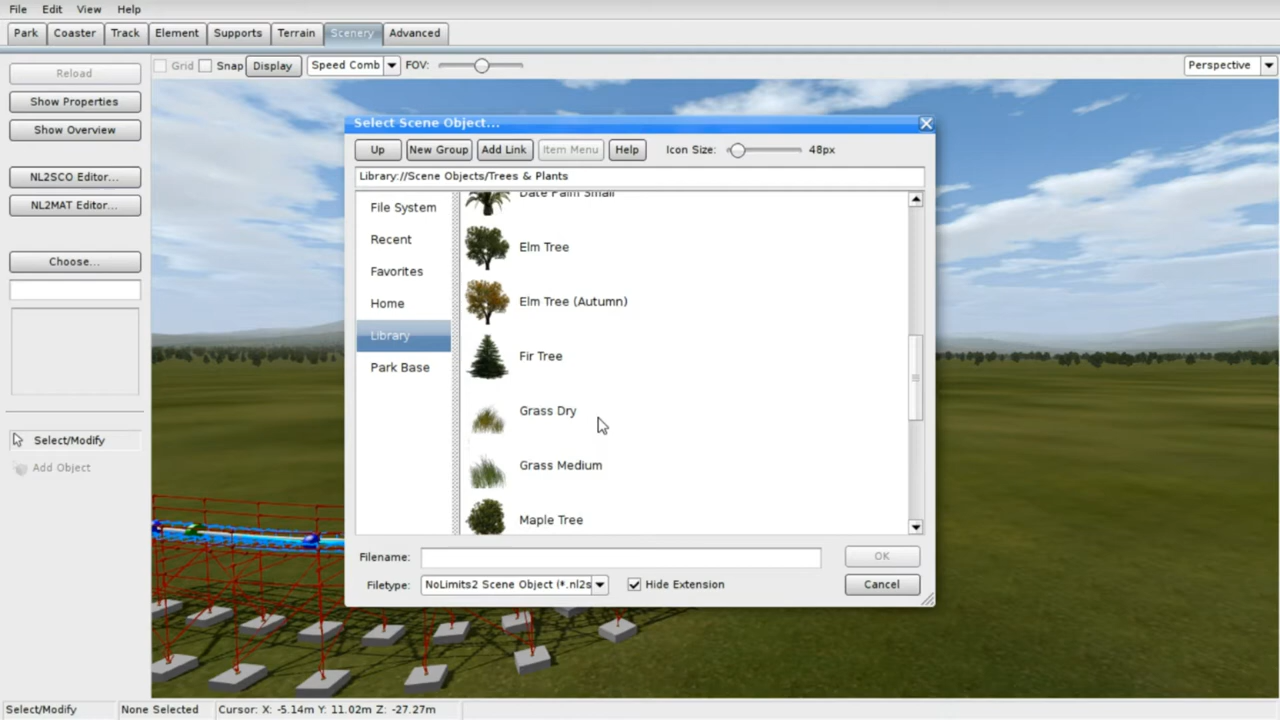 File Edit View Help
Park Coaster Track Element Supports Terrain Scenery Advanced
Reload Grid Snap Display Speed Comb FOV: Perspective
Show Properties
Show Overview
NL2SCO Editor...
NL2MAT Editor...
Choose...
Select/Modify
Add Object
Select Scene Object...
Up New Group Add Link Item Menu Help Icon Size: 48px
Library://Scene Objects/Trees & Plants
File System
Recent
Favorites
Home
Library
Park Base
Date Palm Small
Elm Tree
Elm Tree (Autumn)
Fir Tree
Grass Dry
Grass Medium
Maple Tree
Filename: OK
Filetype: NoLimits2 Scene Object (*.nl2s Hide Extension Cancel
Select/Modify None Selected Cursor: X: -5.14m Y: 11.02m Z: -27.27m